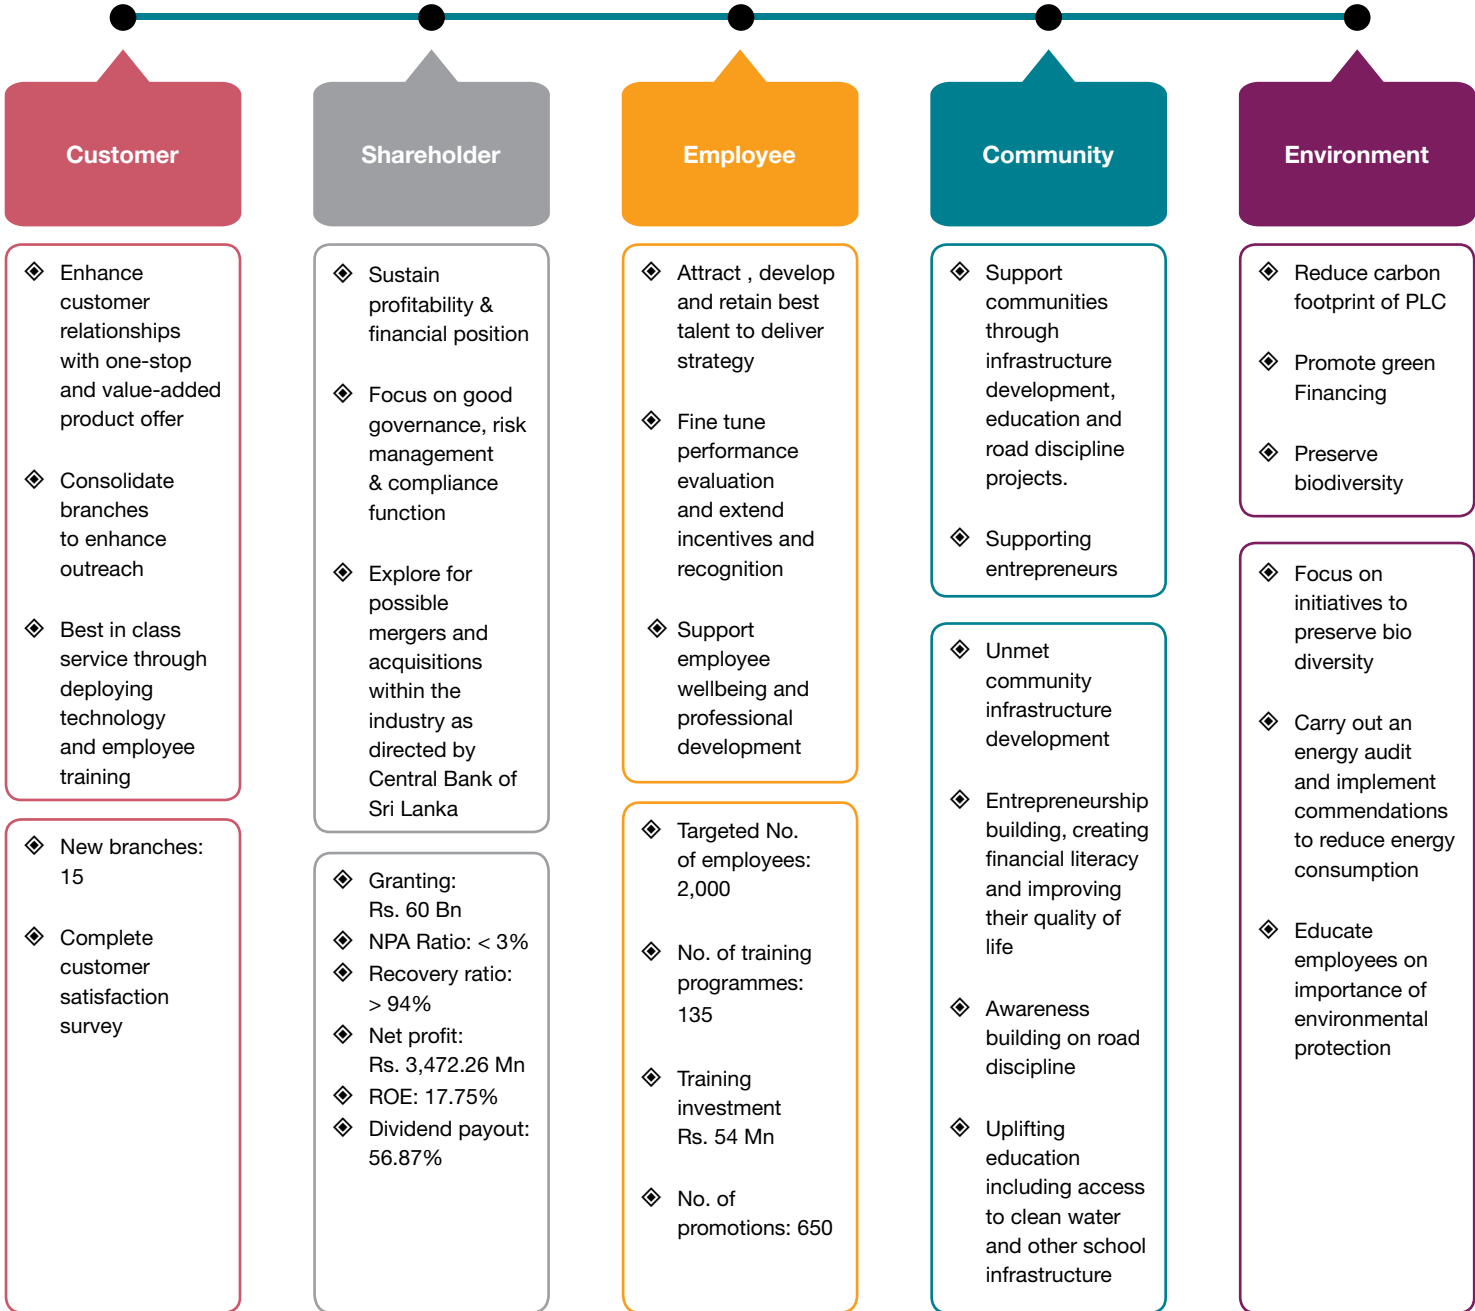 Customer
Enhance
customer
relationships
with one-stop
and value-added
product offer
Consolidate
branches
to enhance
outreach
Best in class
service through
deploying
technology
and employee
training
New branches:
15
Complete
customer
satisfaction
survey
Shareholder
Sustain
profitability &
financial position
Focus on good
governance, risk
management
& compliance
function
Explore for
possible
mergers and
acquisitions
within the
industry as
directed by
Central Bank of
Sri Lanka
Granting:
Rs. 60 Bn
NPA Ratio: < 3%
Recovery ratio:
> 94%
Net profit:
Rs. 3,472.26 Mn
ROE: 17.75%
Dividend payout:
56.87%
Employee
Attract , develop
and retain best
talent to deliver
strategy
Fine tune
performance
evaluation
and extend
incentives and
recognition
Support
employee
wellbeing and
professional
development
Targeted No.
of employees:
2,000
No. of training
programmes:
135
Training
investment
Rs. 54 Mn
No. of
promotions: 650
Community
Support
communities
through
infrastructure
development,
education and
road discipline
projects.
Supporting
entrepreneurs
Unmet
community
infrastructure
development
Entrepreneurship
building, creating
financial literacy
and improving
their quality of
life
Awareness
building on road
discipline
Uplifting
education
including access
to clean water
and other school
infrastructure
Environment
Reduce carbon
footprint of PLC
Promote green
Financing
Preserve
biodiversity
Focus on
initiatives to
preserve bio
diversity
Carry out an
energy audit
and implement
commendations
to reduce energy
consumption
Educate
employees on
importance of
environmental
protection